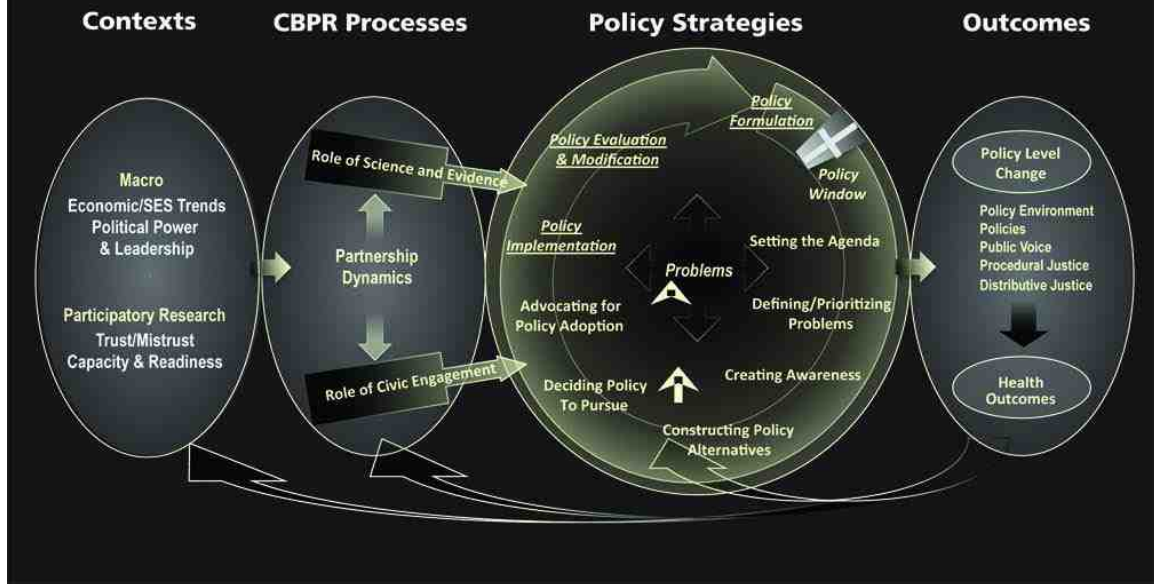 Contexts
CBPR Processes
Policy Strategies
Outcomes
Macro
Economic/SES Trends
Political Power
& Leadership
Participatory Research
Trust/Mistrust
Capacity & Readiness
Role of Science and Evidence
Partnership
Dynamics
Role of Civic Engagement
Policy
Formulation
Policy Evaluation
& Modification
Policy
Window
Policy
Implementation
Setting the Agenda
Problems
Advocating for
Policy Adoption
Defining/Prioritizing
Problems
Creating Awareness
Deciding Policy
To Pursue
Constructing Policy
Alternatives
Policy Level
Change
Policy Environment
Policies
Public Voice
Procedural Justice
Distributive Justice
Health
Outcomes